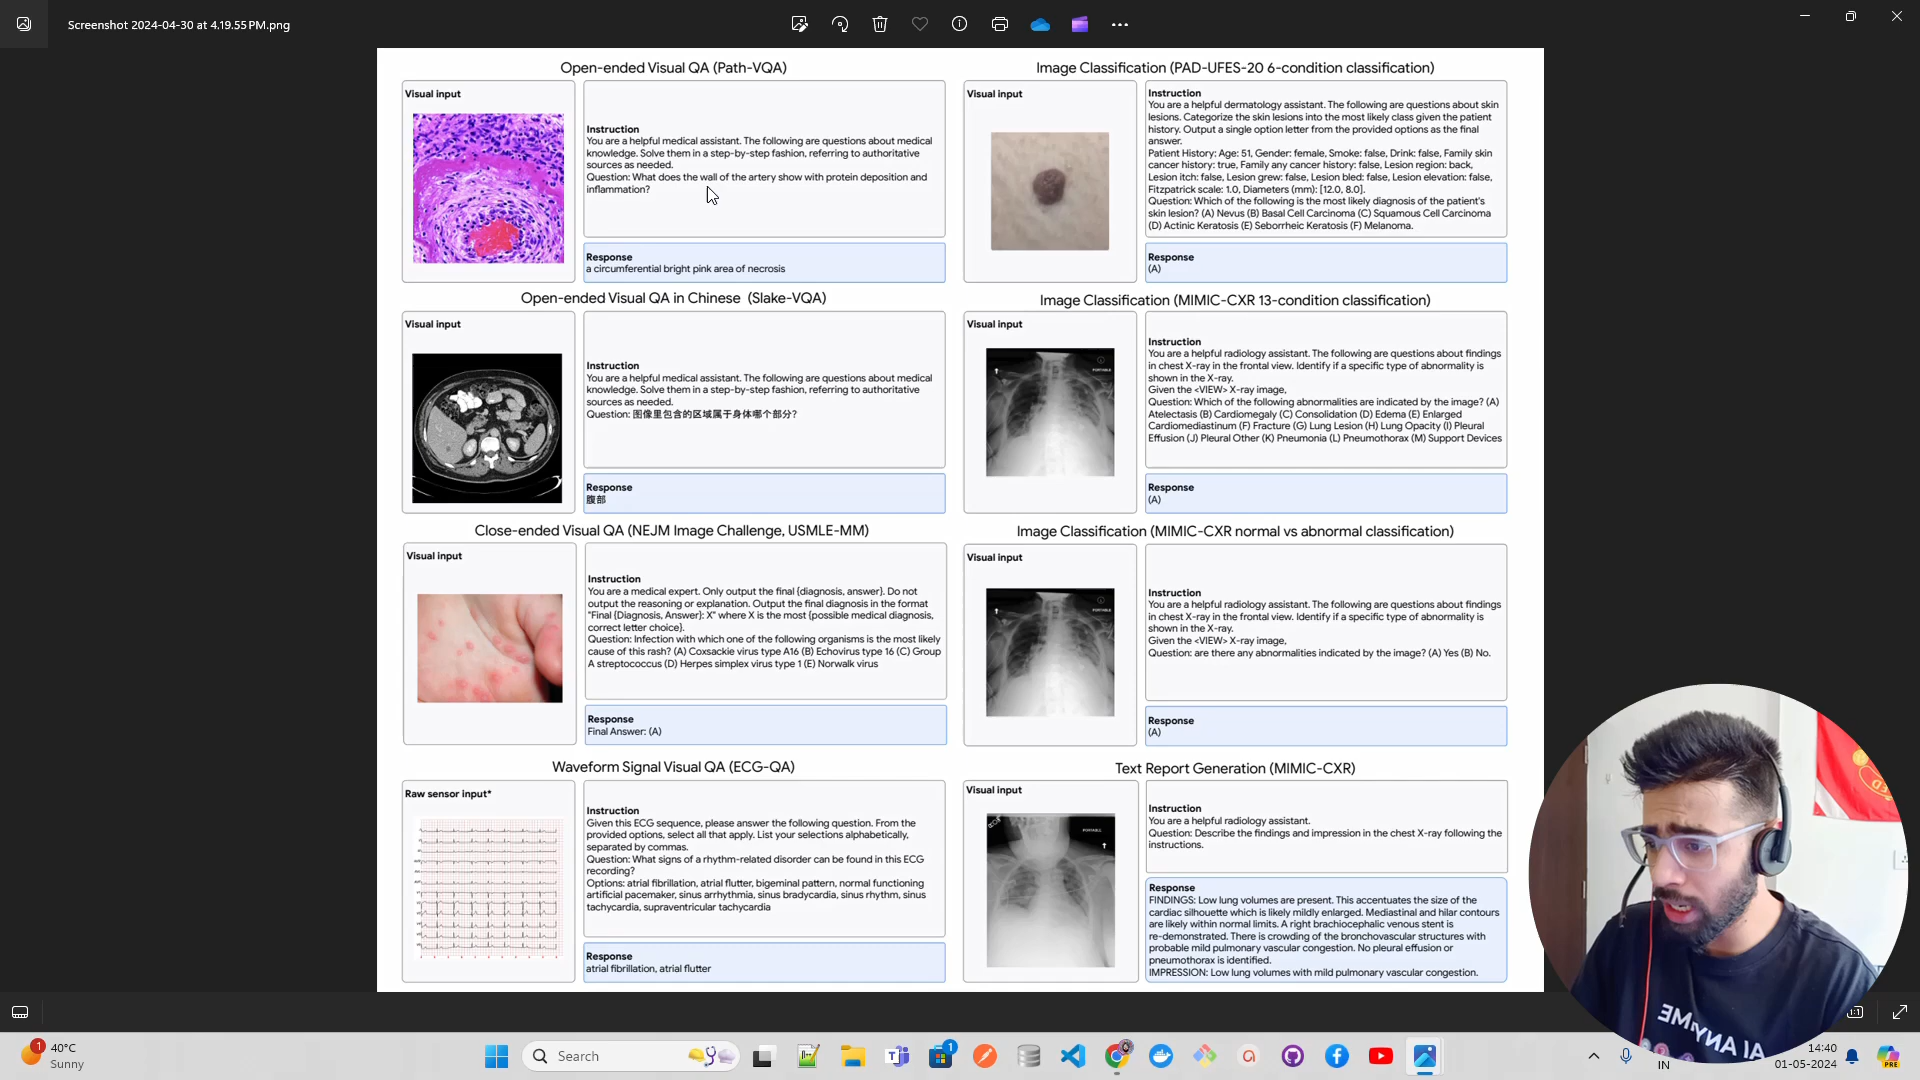 Screenshot 2024-04-30 at 4.19.55 PM.png
Open-ended Visual QA (Path-VQA)
Visual input
Instruction
You are a helpful medical assistant. The following are questions about medical
knowledge. Solve them in a step-by-step fashion, referring to authoritative
sources as needed.
Question: What does the wall of the artery show with protein deposition and
inflammation?
Response
a circumferential bright pink area of necrosis
Image Classification (PAD-UFES-20 6-condition classification)
Visual input
Instruction
You are a helpful dermatology assistant. The following are questions about skin
lesions. Categorize the skin lesions into the most likely class given the patient
history. Output a single option letter from the provided options as the final
answer.
Patient History: Age: 51, Gender: female, Smoke: false, Drink: false, Family skin
cancer history: true, Family any cancer history: false, Lesion region: back,
Lesion itch: false, Lesion grew: false, Lesion bled: false, Lesion elevation: false,
Fitzpatrick scale: 1.0, Diameters (mm): [12.0, 8.0].
Question: Which of the following is the most likely diagnosis of the patient's
skin lesion? (A) Nevus (B) Basal Cell Carcinoma (C) Squamous Cell Carcinoma
(D) Actinic Keratosis (E) Seborrheic Keratosis (F) Melanoma.
Response
(A)
Open-ended Visual QA in Chinese (Slake-VQA)
Visual input
Instruction
You are a helpful medical assistant. The following are questions about medical
knowledge. Solve them in a step-by-step fashion, referring to authoritative
sources as needed.
Question: 图像里包含的区域属于身体哪个部分?
Response
腹部
Image Classification (MIMIC-CXR 13-condition classification)
Visual input
PORTABLE
Instruction
You are a helpful radiology assistant. The following are questions about findings
in chest X-ray in the frontal view. Identify if a specific type of abnormality is
shown in the X-ray.
Given the <VIEW> X-ray image,
Question: Which of the following abnormalities are indicated by the image? (A)
Atelectasis (B) Cardiomegaly (C) Consolidation (D) Edema (E) Enlarged
Cardiomediastinum (F) Fracture (G) Lung Lesion (H) Lung Opacity (I) Pleural
Effusion (J) Pleural Other (K) Pneumonia (L) Pneumothorax (M) Support Devices
Response
(A)
Close-ended Visual QA (NEJM Image Challenge, USMLE-MM)
Visual input
Instruction
You are a medical expert. Only output the final {diagnosis, answer}. Do not
output the reasoning or explanation. Output the final diagnosis in the format
"Final {Diagnosis, Answer}: X" where X is the most {possible medical diagnosis,
correct letter choice}.
Question: Infection with which one of the following organisms is the most likely
cause of this rash? (A) Coxsackie virus type A16 (B) Echovirus type 16 (C) Group
A streptococcus (D) Herpes simplex virus type 1 (E) Norwalk virus
Response
Final Answer: (A)
Image Classification (MIMIC-CXR normal vs abnormal classification)
Visual input
PORTABLE
Instruction
You are a helpful radiology assistant. The following are questions about findings
in chest X-ray in the frontal view. Identify if a specific type of abnormality is
shown in the X-ray.
Given the <VIEW> X-ray image,
Question: are there any abnormalities indicated by the image? (A) Yes (B) No.
Response
(A)
Waveform Signal Visual QA (ECG-QA)
Raw sensor input*
Instruction
Given this ECG sequence, please answer the following question. From the
provided options, select all that apply. List your selections alphabetically,
separated by commas.
Question: What signs of a rhythm-related disorder can be found in this ECG
recording?
Options: atrial fibrillation, atrial flutter, bigeminal pattern, normal functioning
artificial pacemaker, sinus arrhythmia, sinus bradycardia, sinus rhythm, sinus
tachycardia, supraventricular tachycardia
Response
atrial fibrillation, atrial flutter
Text Report Generation (MIMIC-CXR)
Visual input
PORTABLE
Instruction
You are a helpful radiology assistant.
Question: Describe the findings and impression in the chest X-ray following the
instructions.
Response
FINDINGS: Low lung volumes are present. This accentuates the size of the
cardiac silhouette which is likely mildly enlarged. Mediastinal and hilar contours
are likely within normal limits. A right brachiocephalic venous stent is
re-demonstrated. There is crowding of the bronchovascular structures with
probable mild pulmonary vascular congestion. No pleural effusion or
pneumothorax is identified.
IMPRESSION: Low lung volumes with mild pulmonary vascular congestion.
1
40°C
Sunny
Search
1
IN
14:40
01-05-2024
PRE